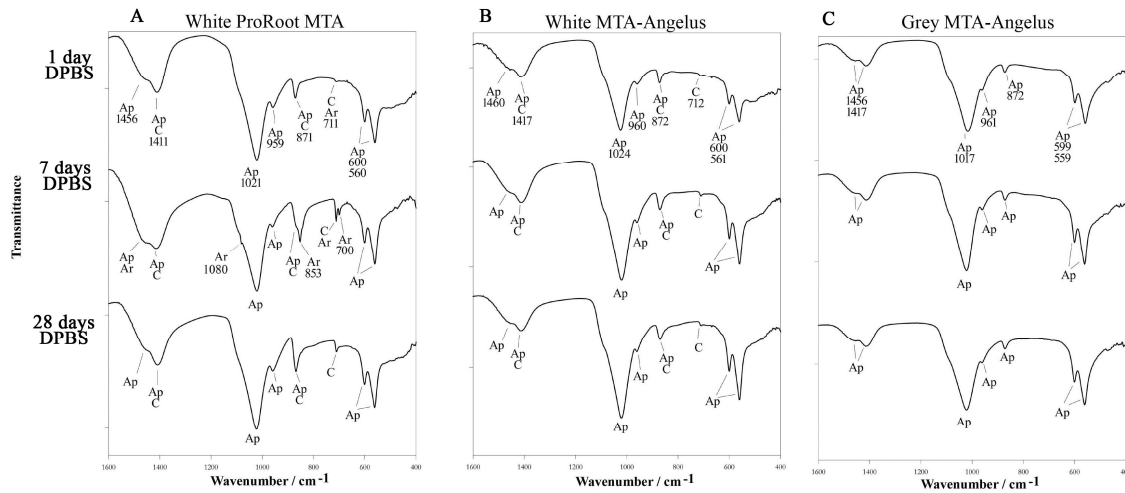 A
White ProRoot MTA
B
White MTA-Angelus
C
Grey MTA-Angelus
Transmittance
1 day
DPBS
Ap
1456
Ap
C
1411
Ap
1021
Ap
959
Ap
C
871
C
Ar
711
Ap
600
560
Ap
1460
Ap
C
1417
Ap
1024
Ap
960
Ap
C
872
C
712
Ap
600
561
Ap
1456
1417
Ap
1017
Ap
961
Ap
872
Ap
599
559
7 days
DPBS
Ap
Ar
Ap
C
Ar
1080
Ap
Ap
Ap
C
Ar
853
C
Ar
Ar
700
Ap
Ap
Ap
C
Ap
Ap
Ap
C
C
Ap
Ap
Ap
Ap
Ap
Ap
28 days
DPBS
Ap
Ap
C
Ap
Ap
Ap
C
C
Ap
Ap
Ap
C
Ap
Ap
Ap
C
C
Ap
Ap
Ap
Ap
Ap
Ap
1600 1400 1200 1000 800 600 400
Wavenumber / cm-1
1600 1400 1200 1000 800 600 400
Wavenumber / cm-1
1600 1400 1200 1000 800 600 400
Wavenumber / cm-1